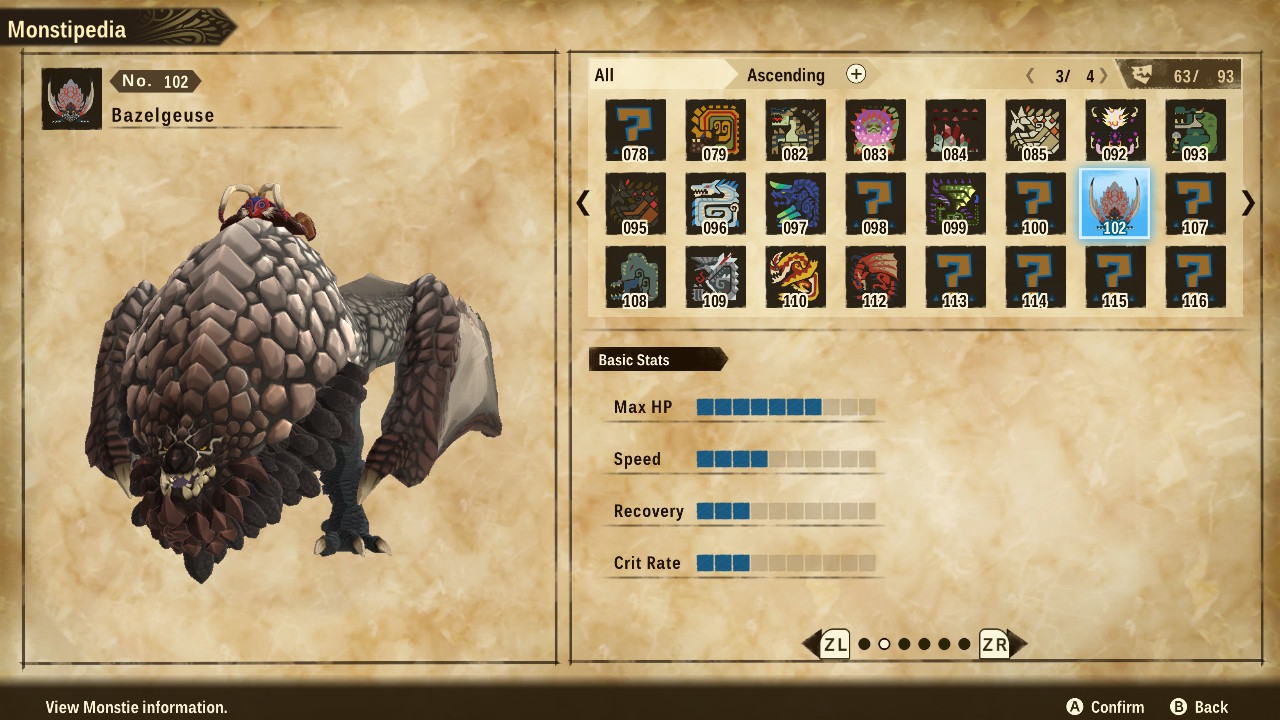 Monstipedia
No. 102
Bazelgeuse
All
Ascending
3/ 4
63/ 93
078 079 082 083 084 085 092 093
095 096 097 098 099 100 102 107
108 109 110 112 113 114 115 116
Basic Stats
Max HP
Speed
Recovery
Crit Rate
ZL
ZR
View Monstie information.
A Confirm
B Back